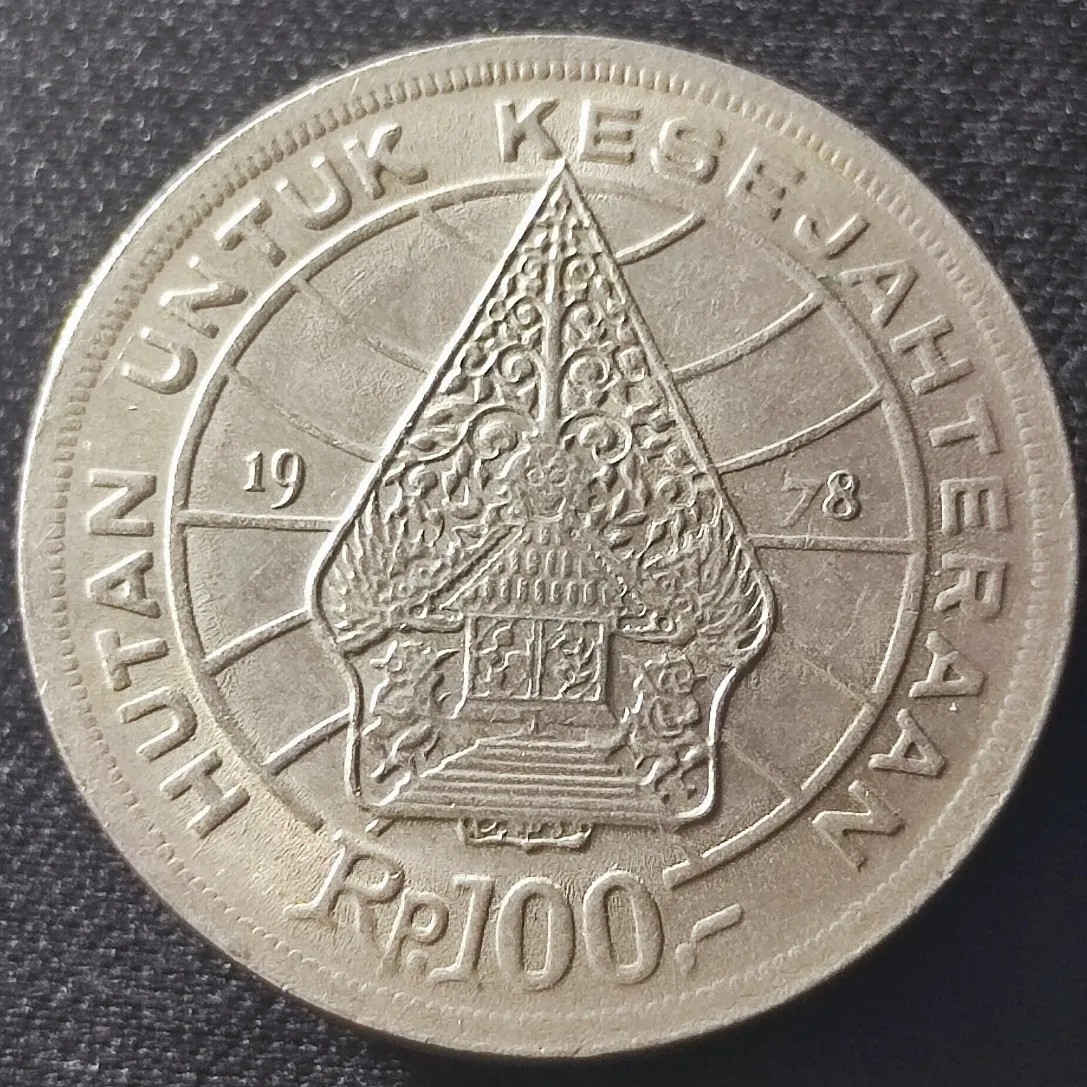 HUTAN UNTUK KESEJAHTERAAN
19 78
Rp.100,-